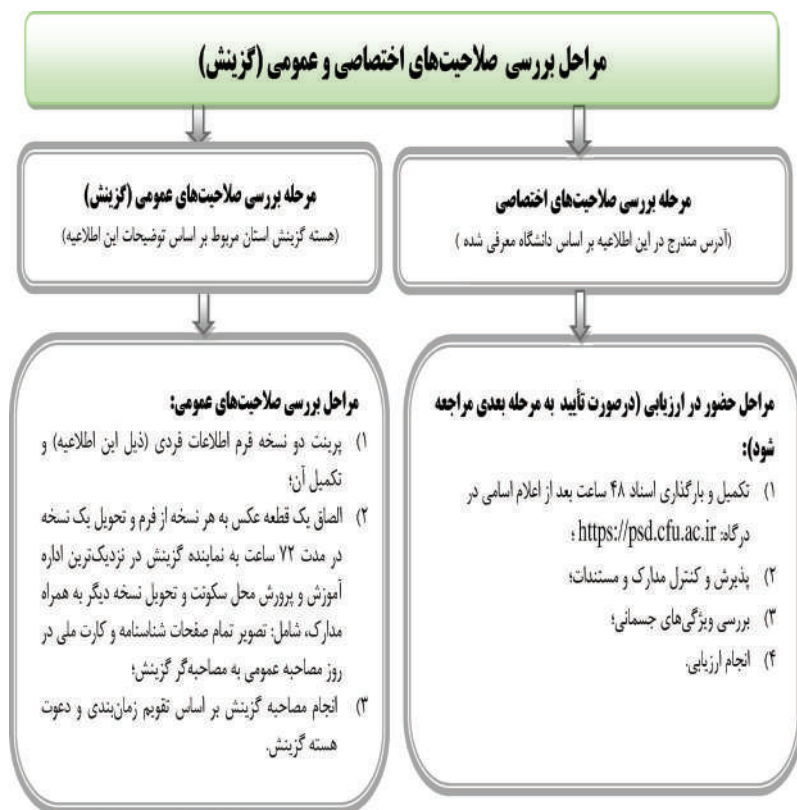 مراحل بررسی صلاحیت‌های اختصاصی و عمومی (گزینش)
مرحله بررسی صلاحیت‌های اختصاصی
(آدرس مندرج در این اطلاعیه بر اساس دانشگاه معرفی شده )
مراحل حضور در ارزیابی (درصورت تأیید به مرحله بعدی مراجعه
شود):
۱) تکمیل و بارگذاری اسناد ۴۸ ساعت بعد از اعلام اسامی در
درگاه: https://psd.cfu.ac.ir ؛
۲) پذیرش و کنترل مدارک و مستندات؛
۳) بررسی ویژگی‌های جسمانی؛
۴) انجام ارزیابی.
مرحله بررسی صلاحیت‌های عمومی (گزینش)
(هسته گزینش استان مربوط بر اساس توضیحات این اطلاعیه)
مراحل بررسی صلاحیت‌های عمومی:
۱) پرینت دو نسخه فرم اطلاعات فردی (ذیل این اطلاعیه) و
تکمیل آن؛
۲) الصاق یک قطعه عکس به هر نسخه از فرم و تحویل یک نسخه
در مدت ۷۲ ساعت به نماینده گزینش در نزدیک‌ترین اداره
آموزش و پرورش محل سکونت و تحویل نسخه دیگر به همراه
مدارک، شامل: تصویر تمام صفحات شناسنامه و کارت ملی در
روز مصاحبه عمومی به مصاحبه‌گر گزینش؛
۳) انجام مصاحبه گزینش بر اساس تقویم زمان‌بندی و دعوت
هسته گزینش.